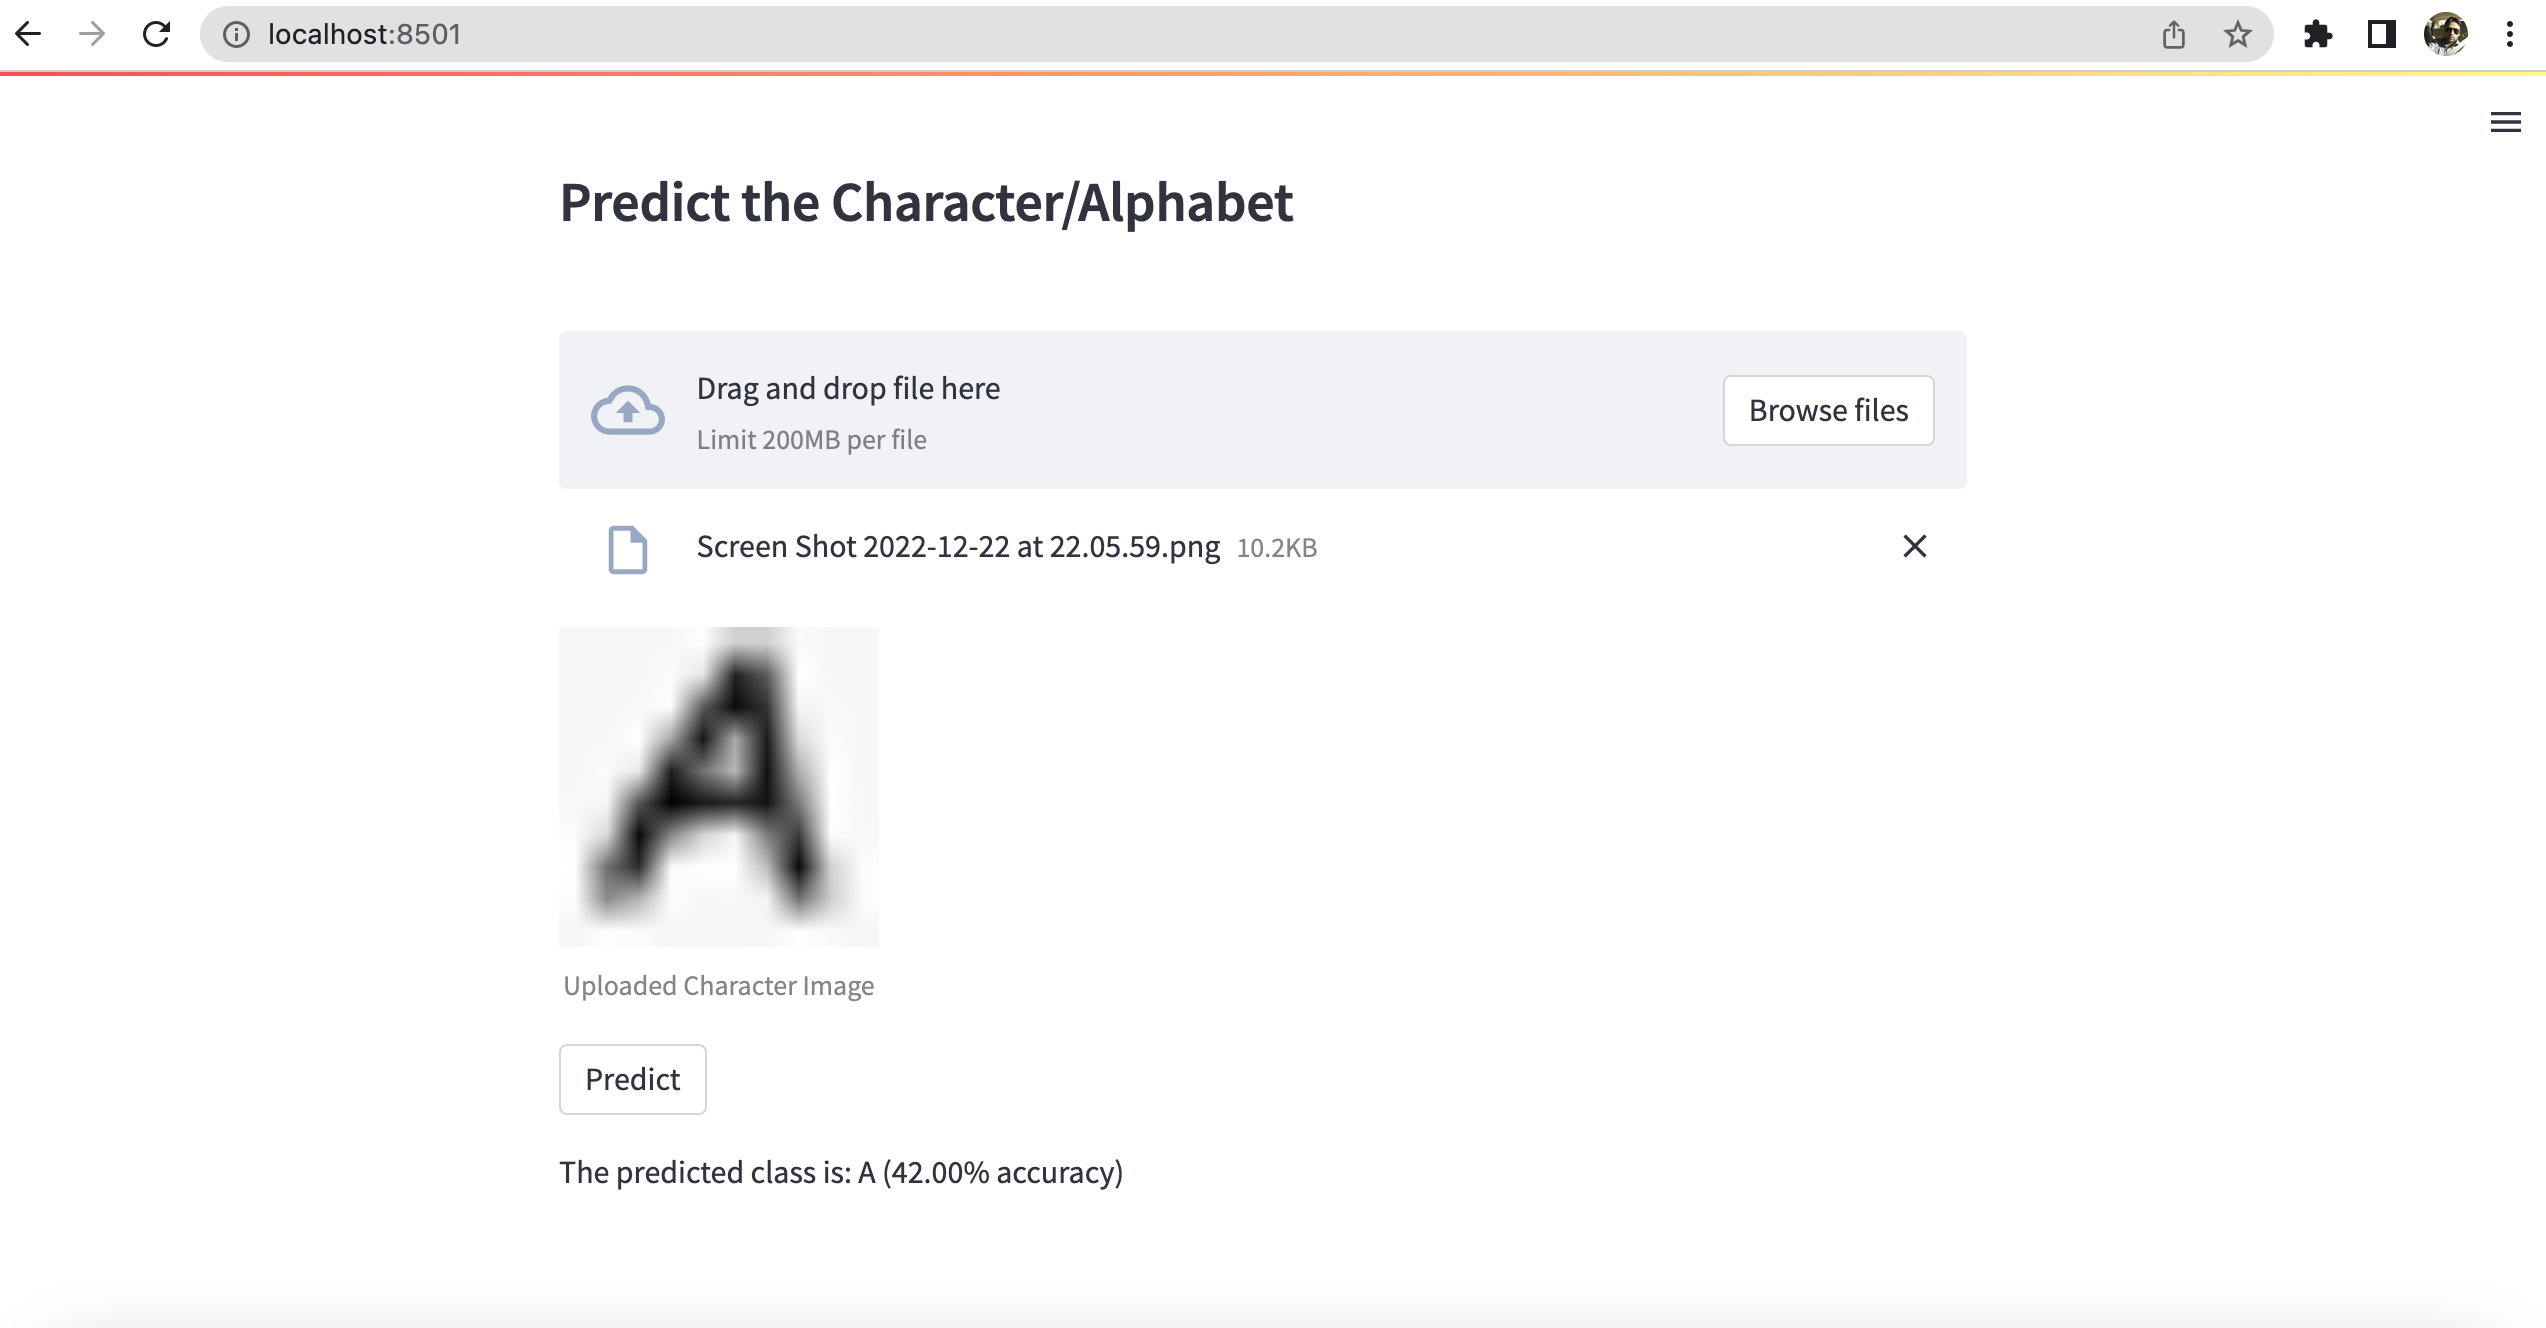 localhost:8501
Predict the Character/Alphabet
Drag and drop file here
Limit 200MB per file
Browse files
Screen Shot 2022-12-22 at 22.05.59.png 10.2KB
A
Uploaded Character Image
Predict
The predicted class is: A (42.00% accuracy)